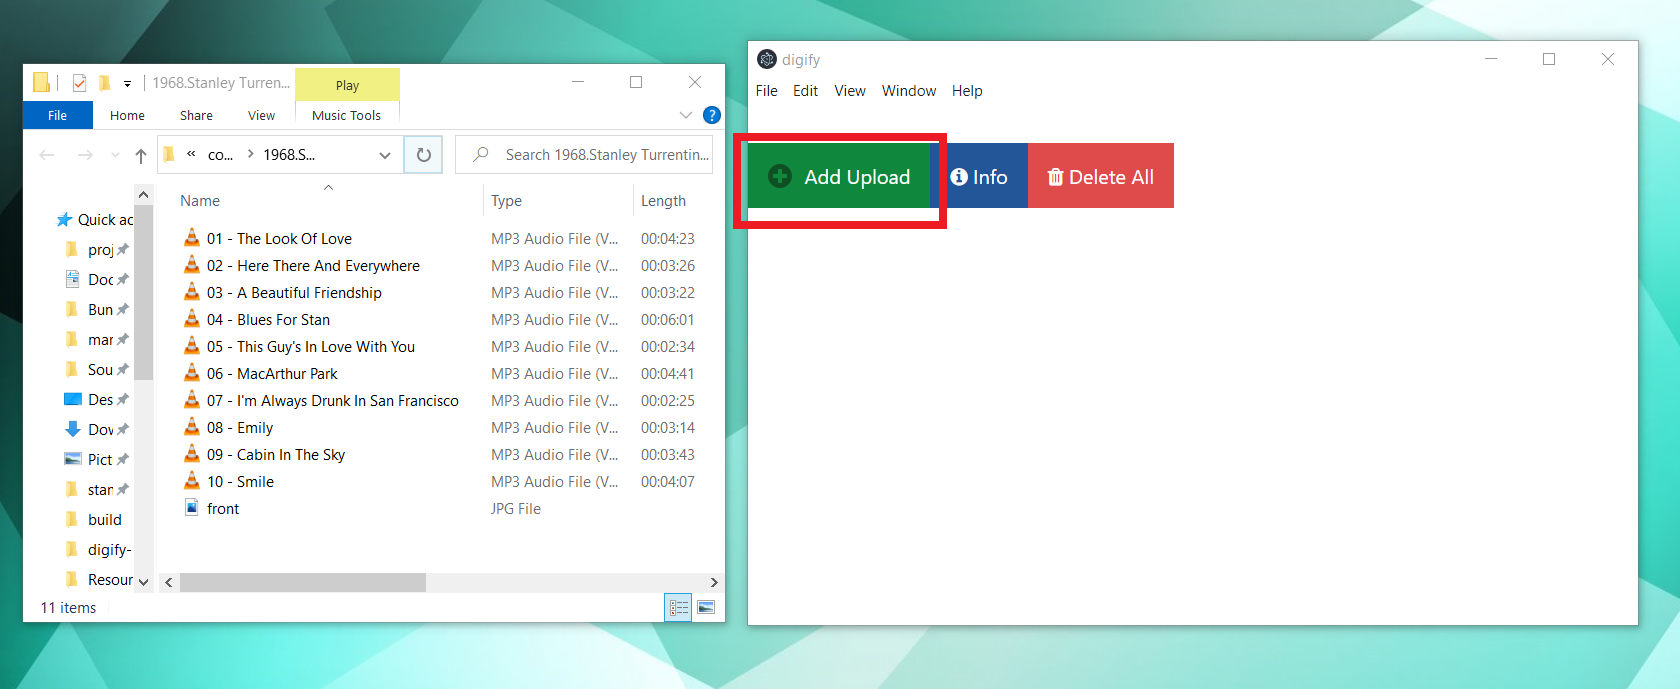 1968.Stanley Turren...
Play
File
Home
Share
View
Music Tools
?
« co... > 1968.S...
Search 1968.Stanley Turrentin...
Name
Type
Length
Quick ac
proj
Doc
Bun
mar
Sou
Des
Dov
Pict
stan
build
digify-
Resour
01 - The Look Of Love MP3 Audio File (V... 00:04:23
02 - Here There And Everywhere MP3 Audio File (V... 00:03:26
03 - A Beautiful Friendship MP3 Audio File (V... 00:03:22
04 - Blues For Stan MP3 Audio File (V... 00:06:01
05 - This Guy's In Love With You MP3 Audio File (V... 00:02:34
06 - MacArthur Park MP3 Audio File (V... 00:04:41
07 - I'm Always Drunk In San Francisco MP3 Audio File (V... 00:02:25
08 - Emily MP3 Audio File (V... 00:03:14
09 - Cabin In The Sky MP3 Audio File (V... 00:03:43
10 - Smile MP3 Audio File (V... 00:04:07
front JPG File
11 items
digify
File Edit View Window Help
Add Upload
Info
Delete All